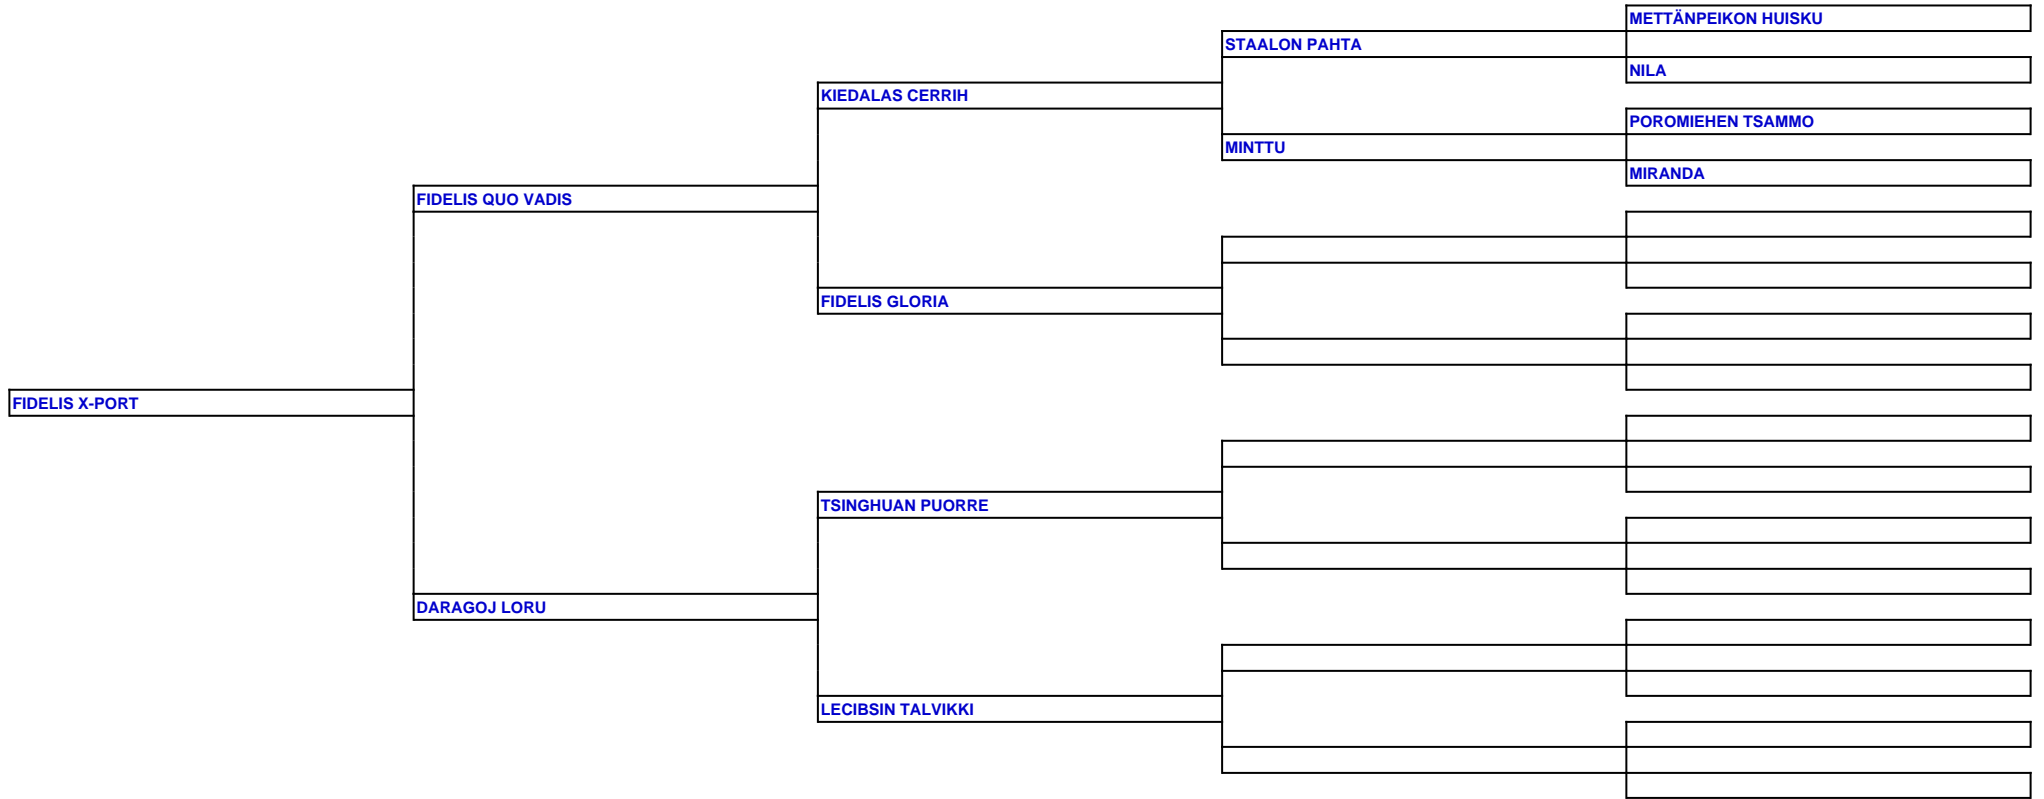 METTÄNPEIKON HUISKU
STAALON PAHTA
NILA
KIEDALAS CERRIH
POROMIEHEN TSAMMO
MINTTU
MIRANDA
FIDELIS QUO VADIS
FIDELIS GLORIA
FIDELIS X-PORT
TSINGHUAN PUORRE
DARAGOJ LORU
LECIBSIN TALVIKKI